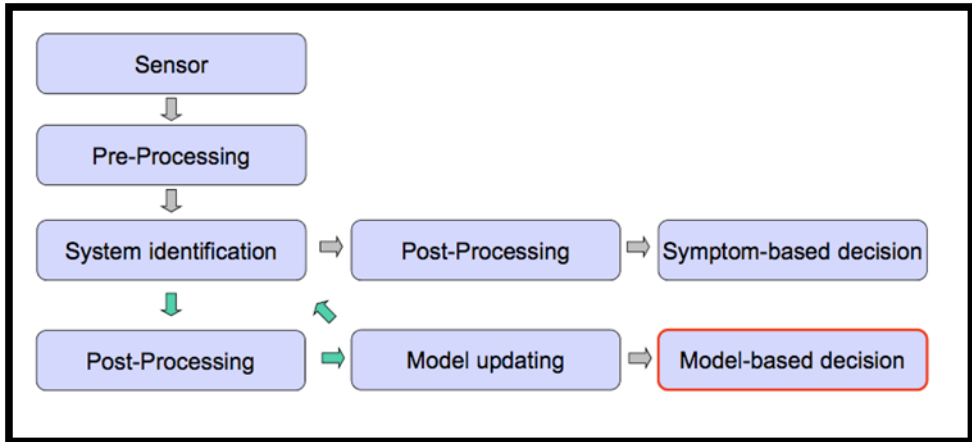 Sensor
Pre-Processing
System identification
Post-Processing
Symptom-based decision
Post-Processing
Model updating
Model-based decision